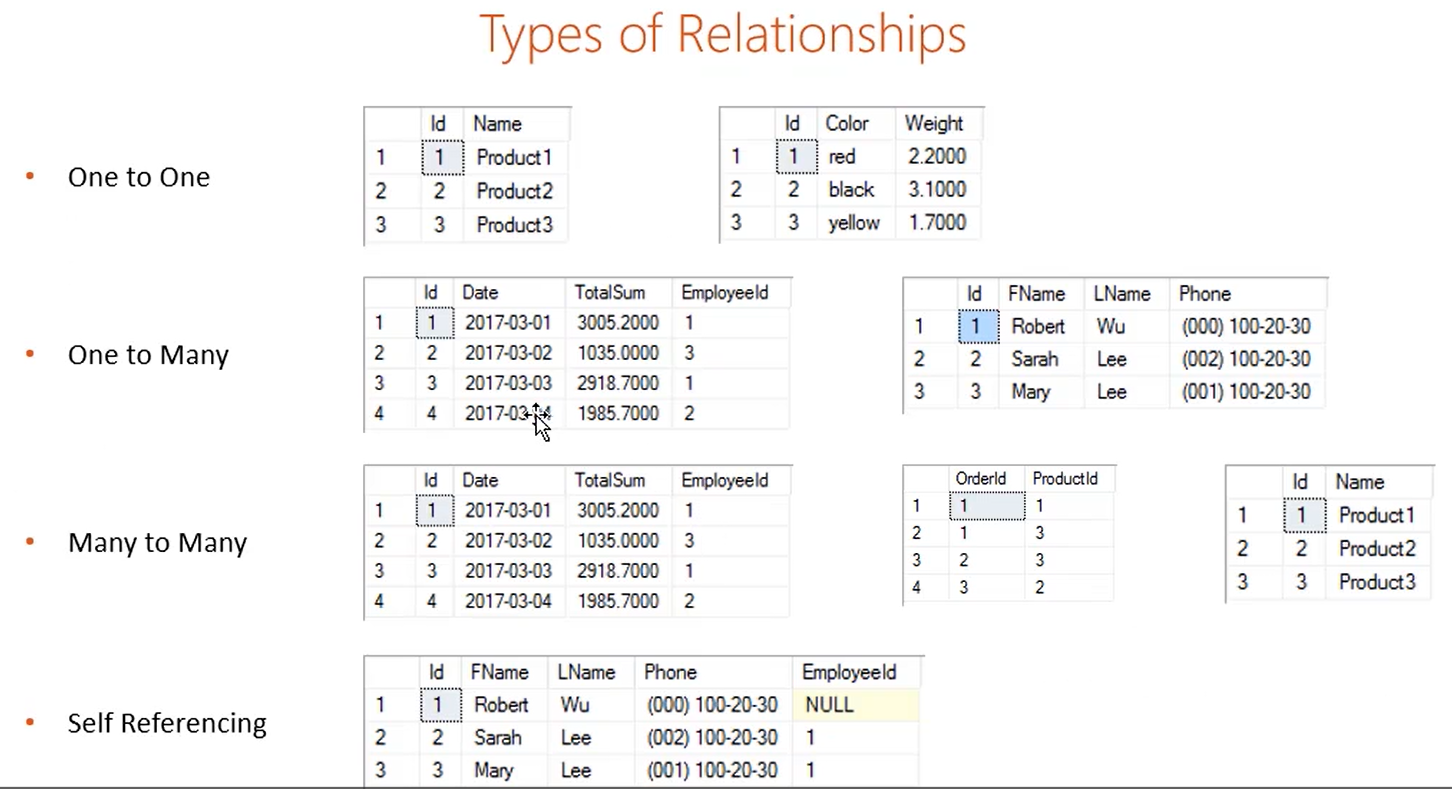 Types of Relationships
• One to One
Id Name
1 1 Product1
2 2 Product2
3 3 Product3
Id Color Weight
1 1 red 2.2000
2 2 black 3.1000
3 3 yellow 1.7000
• One to Many
Id Date TotalSum EmployeeId
1 1 2017-03-01 3005.2000 1
2 2 2017-03-02 1035.0000 3
3 3 2017-03-03 2918.7000 1
4 4 2017-03- 1985.7000 2
Id FName LName Phone
1 1 Robert Wu (000) 100-20-30
2 2 Sarah Lee (002) 100-20-30
3 3 Mary Lee (001) 100-20-30
• Many to Many
Id Date TotalSum EmployeeId
1 1 2017-03-01 3005.2000 1
2 2 2017-03-02 1035.0000 3
3 3 2017-03-03 2918.7000 1
4 4 2017-03-04 1985.7000 2
OrderId ProductId
1 1 1
2 1 3
3 2 3
4 3 2
Id Name
1 1 Product1
2 2 Product2
3 3 Product3
• Self Referencing
Id FName LName Phone EmployeeId
1 1 Robert Wu (000) 100-20-30 NULL
2 2 Sarah Lee (002) 100-20-30 1
3 3 Mary Lee (001) 100-20-30 1